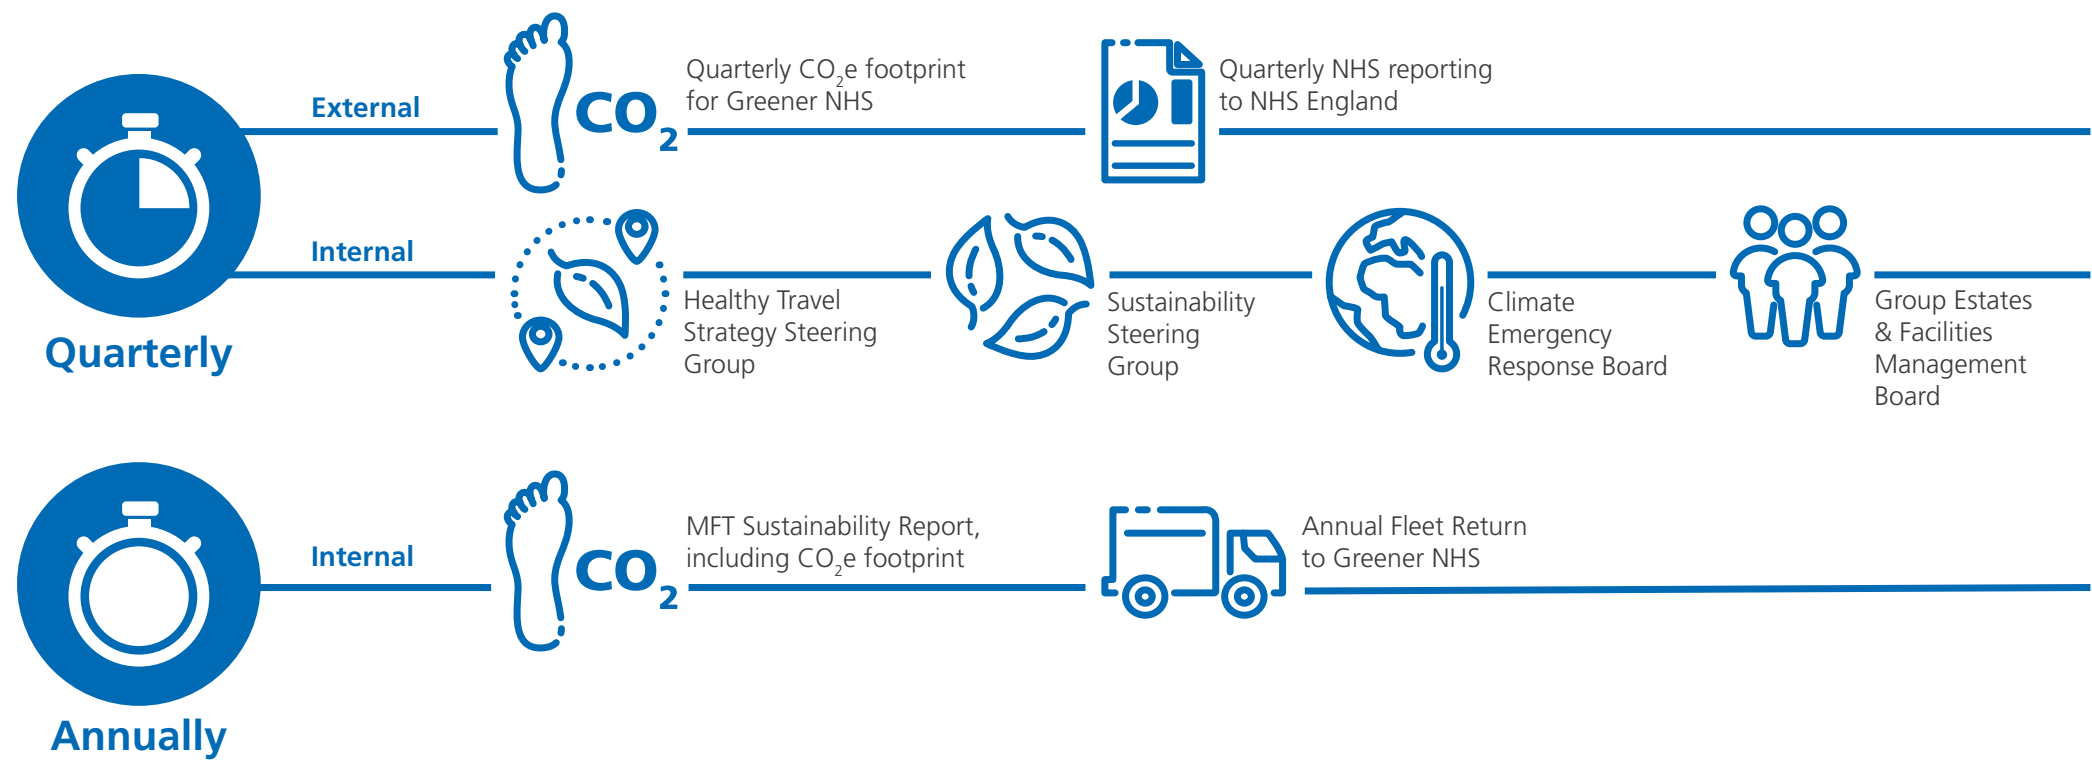 External
CO₂
Quarterly CO₂e footprint
for Greener NHS
Quarterly NHS reporting
to NHS England
Internal
Healthy Travel
Strategy Steering
Group
Sustainability
Steering
Group
Climate
Emergency
Response Board
Group Estates
& Facilities
Management
Board
Quarterly
Internal
CO₂
MFT Sustainability Report,
including CO₂e footprint
Annual Fleet Return
to Greener NHS
Annually